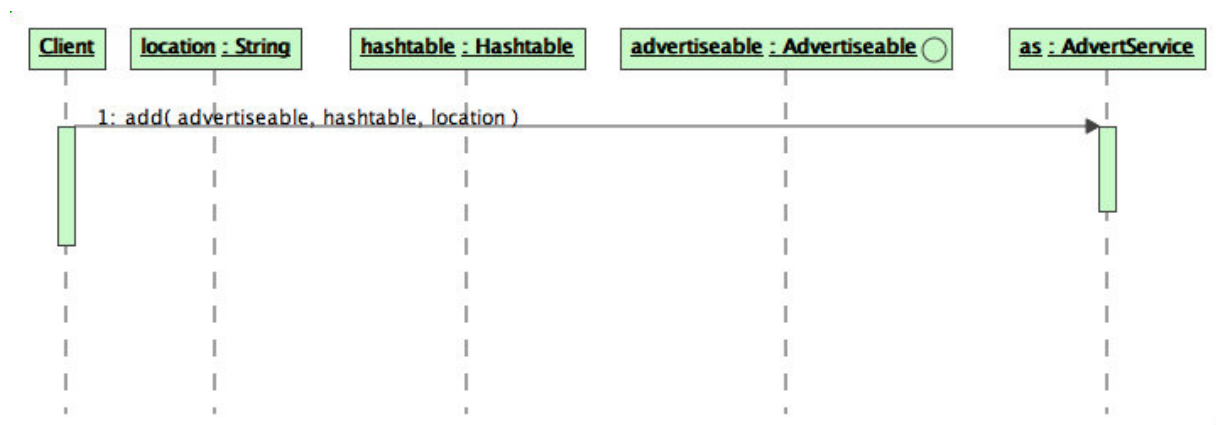 Client
location : String
hashtable : Hashtable
advertiseable : Advertiseable
as : AdvertService
1: add( advertiseable, hashtable, location )